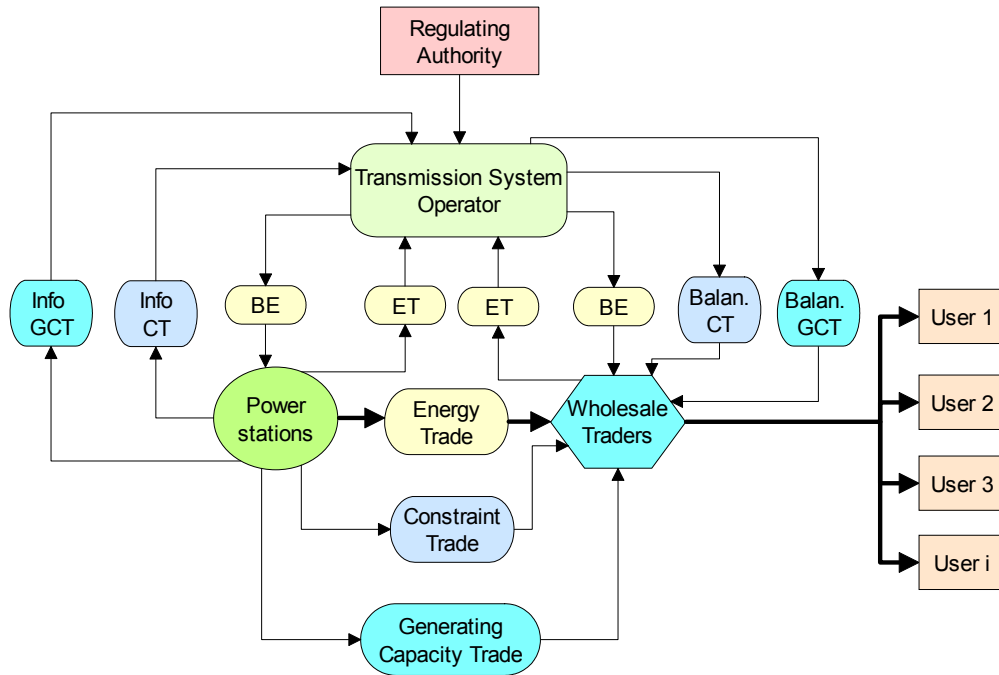 Regulating
Authority
Transmission System
Operator
Info
GCT
Info
CT
BE
ET
ET
BE
Balan.
CT
Balan.
GCT
User 1
Power
stations
Energy
Trade
Wholesale
Traders
User 2
User 3
Constraint
Trade
User i
Generating
Capacity Trade